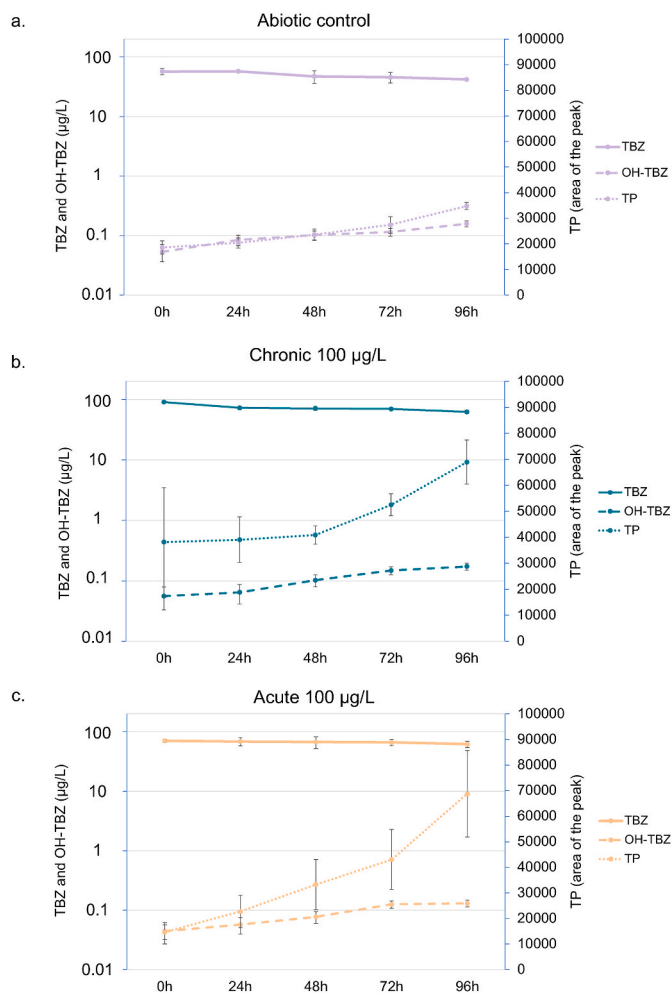 a.
Abiotic control
TBZ and OH-TBZ (µg/L)
100
10
1
0.1
0.01
100000
90000
80000
70000
60000
50000
40000
30000
20000
10000
0
TP (area of the peak)
0h 24h 48h 72h 96h
TBZ
OH-TBZ
TP
b.
Chronic 100 µg/L
TBZ and OH-TBZ (µg/L)
100
10
1
0.1
0.01
100000
90000
80000
70000
60000
50000
40000
30000
20000
10000
0
TP (area of the peak)
0h 24h 48h 72h 96h
TBZ
OH-TBZ
TP
c.
Acute 100 µg/L
TBZ and OH-TBZ (µg/L)
100
10
1
0.1
0.01
100000
90000
80000
70000
60000
50000
40000
30000
20000
10000
0
TP (area of the peak)
0h 24h 48h 72h 96h
TBZ
OH-TBZ
TP